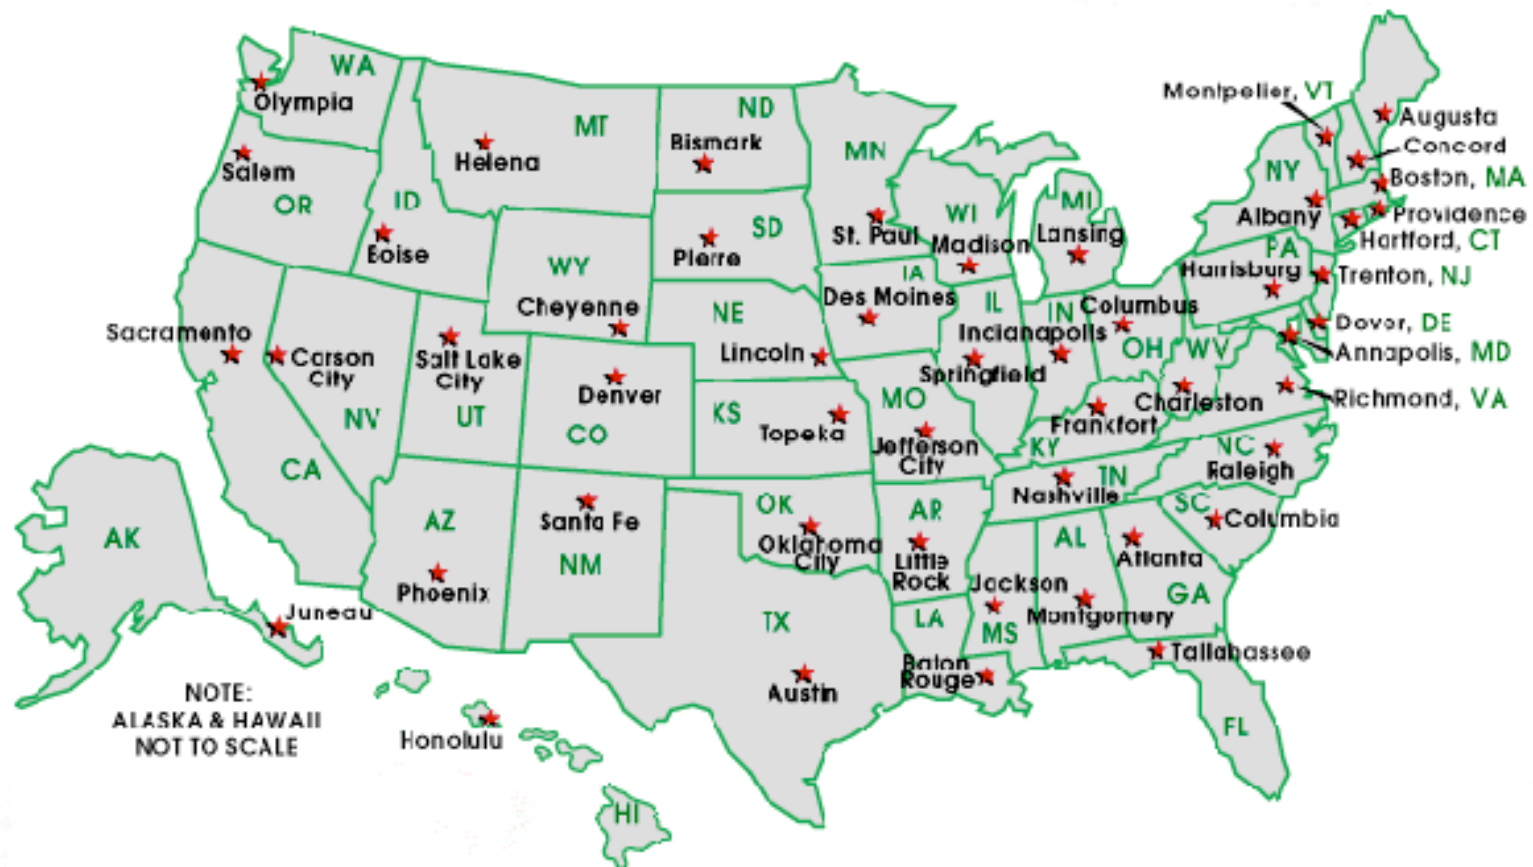 WA
Olympia
MT
Helena
ND
Bismark
MN
Montpelier, VT
Augusta
Concord
Boston, MA
Providence
Hartford, CT
NY
Albany
Salem
OR
ID
Boise
WY
Cheyenne
SD
Pierre
St. Paul
WI
Madison
MI
Lansing
PA
Harrisburg
Trenton, NJ
Dover, DE
Annapolis, MD
Richmond, VA
Sacramento
Carson
City
NV
CA
Salt Lake
City
UT
Denver
CO
NE
Lincoln
IA
Des Moines
IL
Springfield
IN
Indianapolis
Columbus
OH
WV
Charleston
KS
Topeka
MO
Jefferson
City
KY
Frankfort
TN
Nashville
NC
Raleigh
SC
Columbia
AK
Juneau
AZ
Phoenix
Santa Fe
NM
OK
Oklahoma
City
AR
Little
Rock
TX
Austin
LA
Baton
Rouge
Jackson
MS
AL
Montgomery
Atlanta
GA
Tallahassee
FL
NOTE:
ALASKA & HAWAII
NOT TO SCALE
Honolulu
HI